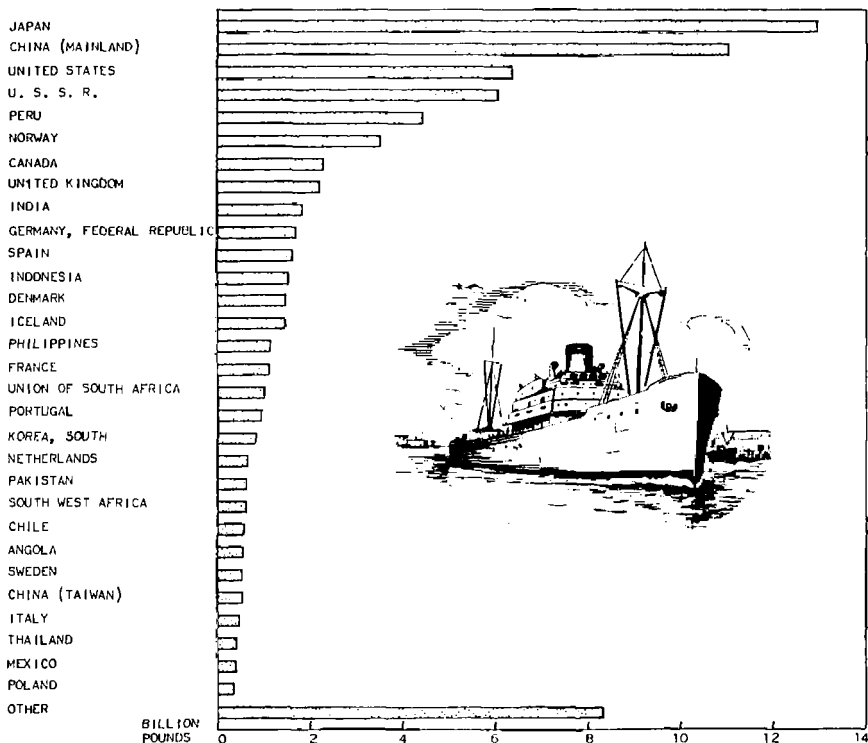 JAPAN
CHINA (MAINLAND)
UNITED STATES
U. S. S. R.
PERU
NORWAY
CANADA
UNITED KINGDOM
INDIA
GERMANY, FEDERAL REPUBLIC
SPAIN
INDONESIA
DENMARK
ICELAND
PHILIPPINES
FRANCE
UNION OF SOUTH AFRICA
PORTUGAL
KOREA, SOUTH
NETHERLANDS
PAKISTAN
SOUTH WEST AFRICA
CHILE
ANGOLA
SWEDEN
CHINA (TAIWAN)
ITALY
THAILAND
MEXICO
POLAND
OTHER
BILLION
POUNDS 0 2 4 6 8 10 12 14